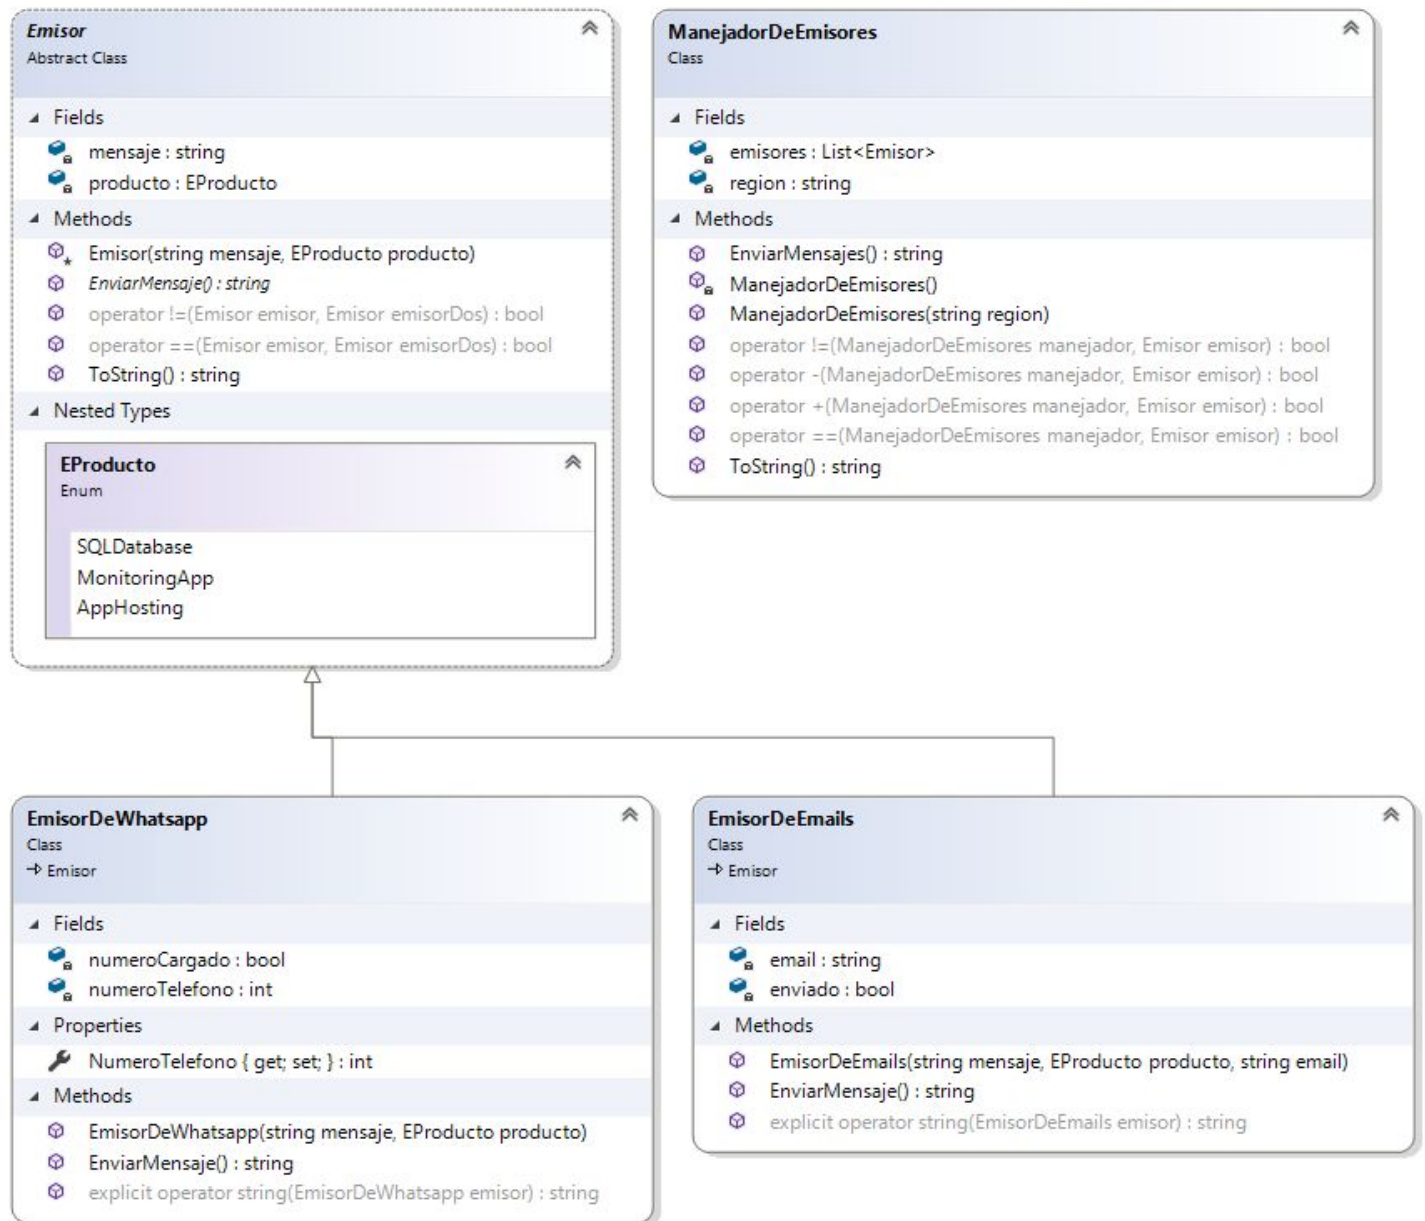 Emisor
Abstract Class
Fields
mensaje : string
producto : EProducto
Methods
Emisor(string mensaje, EProducto producto)
EnviarMensaje() : string
operator !=(Emisor emisor, Emisor emisorDos) : bool
operator ==(Emisor emisor, Emisor emisorDos) : bool
ToString() : string
Nested Types
EProducto
Enum
SQLDatabase
MonitoringApp
AppHosting
ManejadorDeEmisores
Class
Fields
emisores : List<Emisor>
region : string
Methods
EnviarMensajes() : string
ManejadorDeEmisores()
ManejadorDeEmisores(string region)
operator !=(ManejadorDeEmisores manejador, Emisor emisor) : bool
operator -(ManejadorDeEmisores manejador, Emisor emisor) : bool
operator +(ManejadorDeEmisores manejador, Emisor emisor) : bool
operator ==(ManejadorDeEmisores manejador, Emisor emisor) : bool
ToString() : string
EmisorDeWhatsapp
Class
Emisor
Fields
numeroCargado : bool
numeroTelefono : int
Properties
NumeroTelefono { get; set; } : int
Methods
EmisorDeWhatsapp(string mensaje, EProducto producto)
EnviarMensaje() : string
explicit operator string(EmisorDeWhatsapp emisor) : string
EmisorDeEmails
Class
Emisor
Fields
email : string
enviado : bool
Methods
EmisorDeEmails(string mensaje, EProducto producto, string email)
EnviarMensaje() : string
explicit operator string(EmisorDeEmails emisor) : string